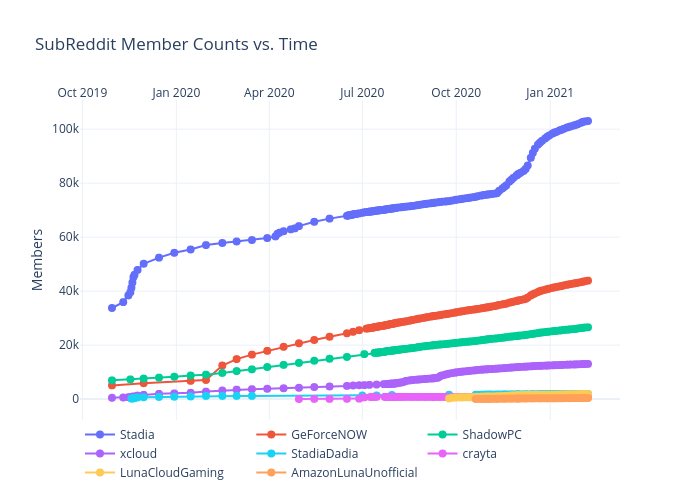 SubReddit Member Counts vs. Time
Oct 2019 Jan 2020 Apr 2020 Jul 2020 Oct 2020 Jan 2021
100k
80k
60k
40k
20k
0
Members
Stadia GeForceNOW ShadowPC
xcloud StadiaDadia crayta
LunaCloudGaming AmazonLunaUnofficial